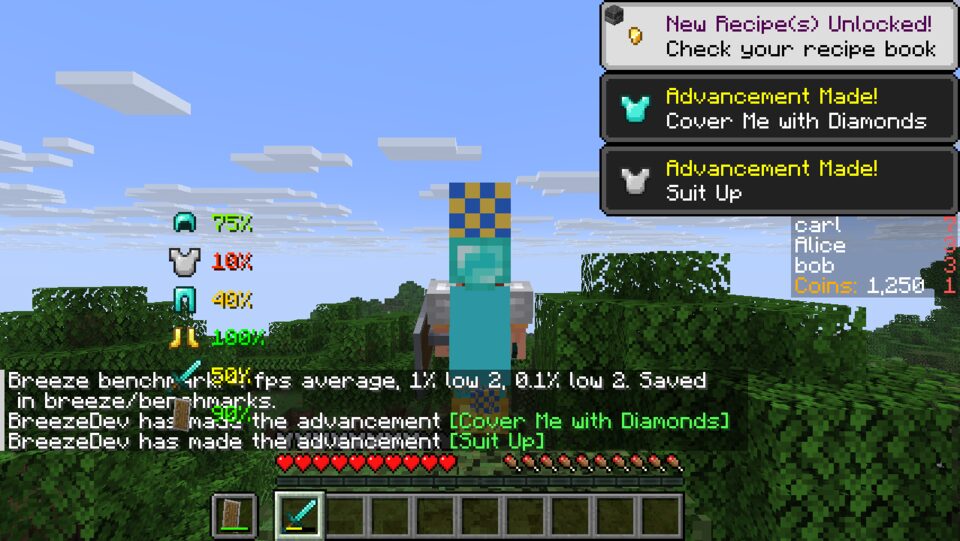 New Recipe(s) Unlocked!
Check your recipe book
Advancement Made!
Cover Me with Diamonds
Advancement Made!
Suit Up
carl
Alice
bob 3
Coins: 1,250 1
75%
10%
40%
100%
50%
90%
Breeze benchmark: fps average, 1% low 2, 0.1% low 2. Saved
in breeze/benchmarks.
BreezeDev has made the advancement [Cover Me with Diamonds]
BreezeDev has made the advancement [Suit Up]